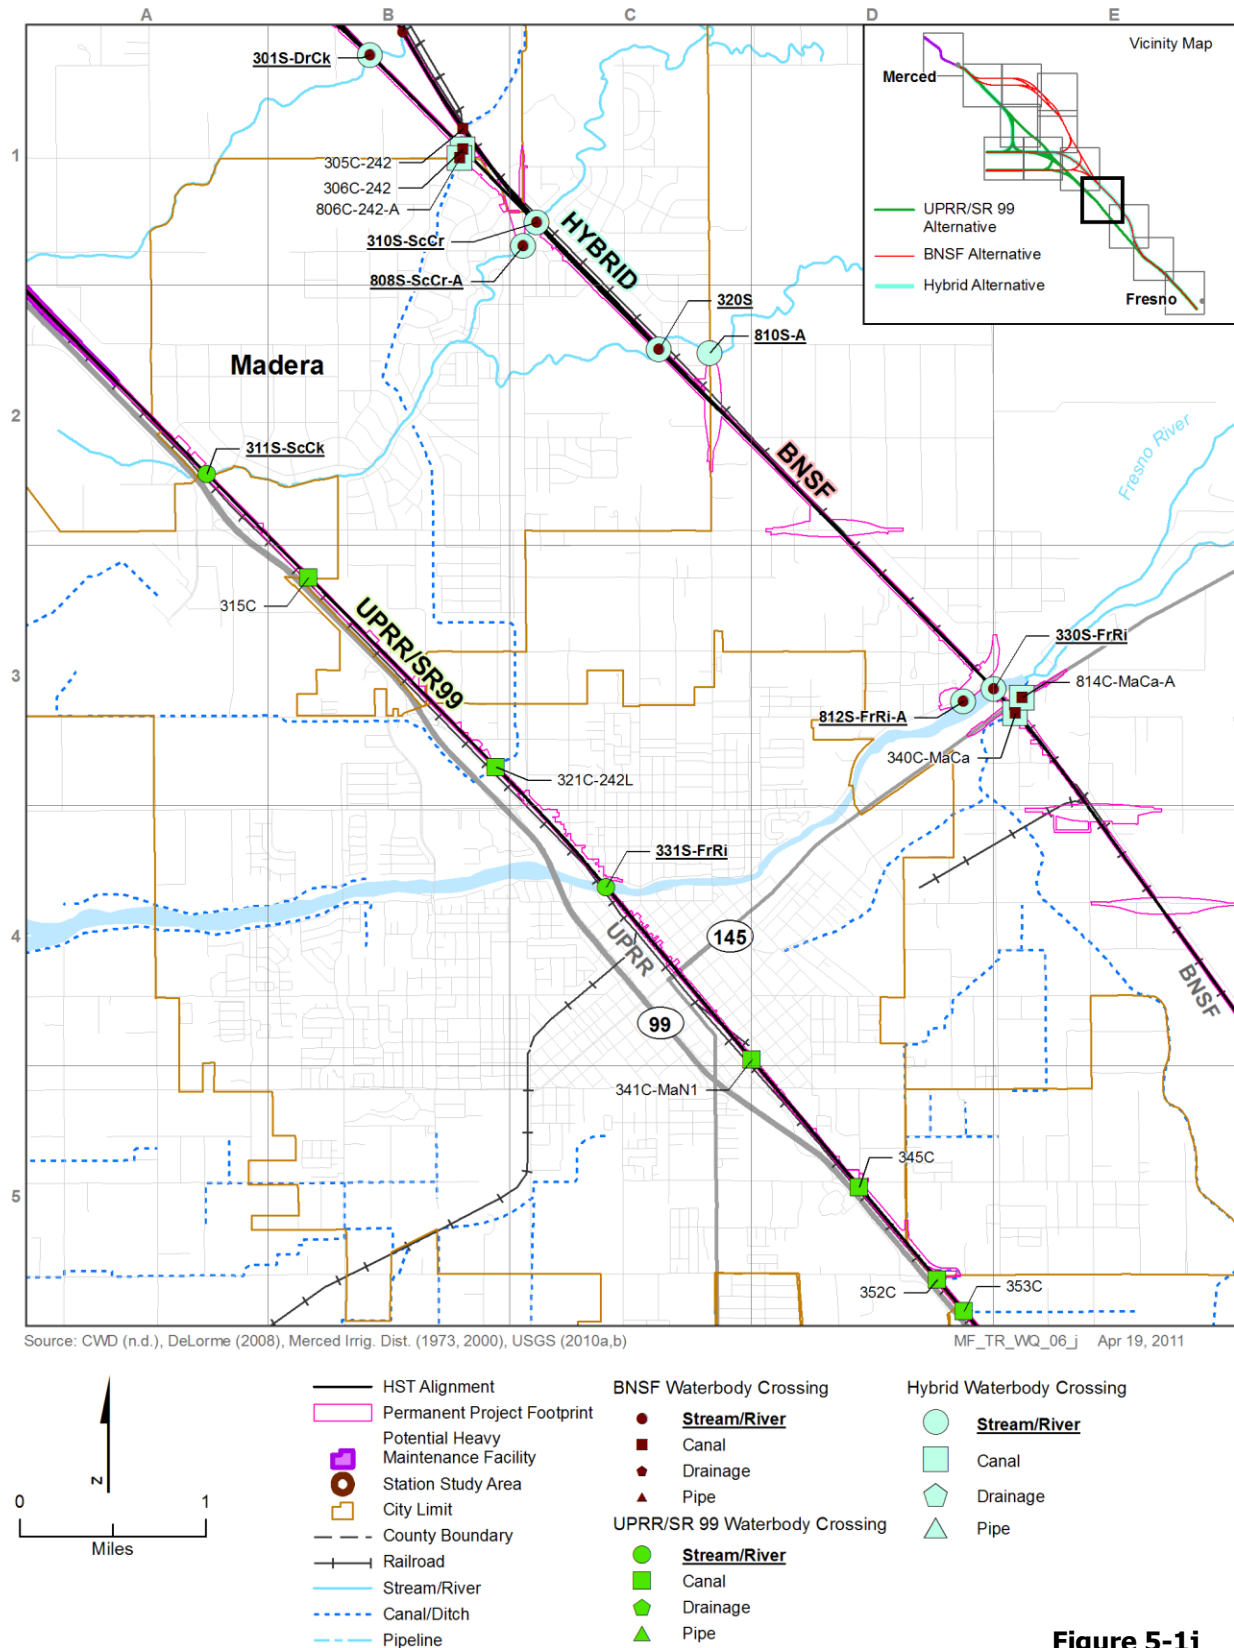 A B C D E
Vicinity Map
Merced
UPRR/SR 99
Alternative
BNSF Alternative
Hybrid Alternative
Fresno
301S-DrCk
1
305C-242
306C-242
806C-242-A
310S-ScCr
808S-ScCr-A
HYBRID
320S
810S-A
Madera
2
311S-ScCk
BNSF
Fresno River
315C
UPRR/SR99
330S-FrRi
3
814C-MaCa-A
812S-FrRi-A
340C-MaCa
321C-242L
331S-FrRi
4
UPRR
145
BNSF
99
341C-MaN1
345C
5
352C
353C
Source: CWD (n.d.), DeLorme (2008), Merced Irrig. Dist. (1973, 2000), USGS (2010a,b)
MF_TR_WQ_06_j Apr 19, 2011
N
0 1
Miles
HST Alignment
Permanent Project Footprint
Potential Heavy
Maintenance Facility
Station Study Area
City Limit
County Boundary
Railroad
Stream/River
Canal/Ditch
Pipeline
BNSF Waterbody Crossing
Stream/River
Canal
Drainage
Pipe
UPRR/SR 99 Waterbody Crossing
Stream/River
Canal
Drainage
Pipe
Hybrid Waterbody Crossing
Stream/River
Canal
Drainage
Pipe
Figure 5-1j